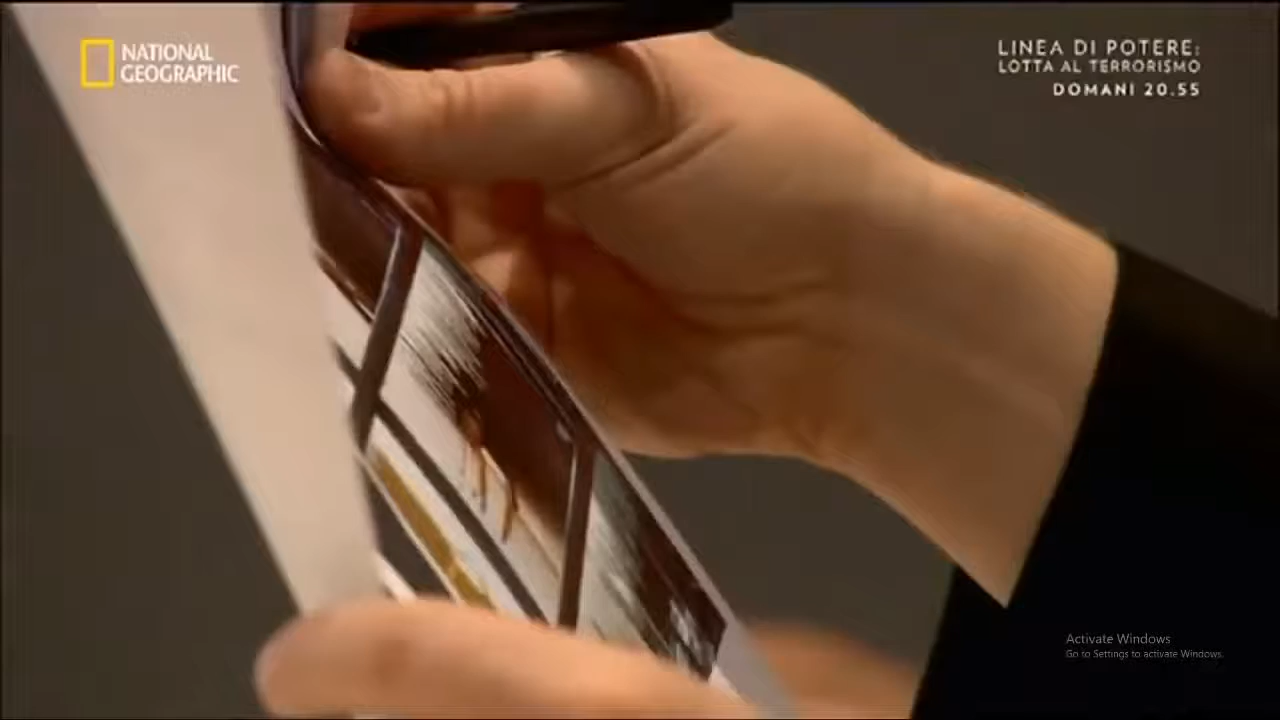 NATIONAL
GEOGRAPHIC
LINEA DI POTERE:
LOTTA AL TERRORISMO
DOMANI 20.55
Activate Windows
Go to Settings to activate Windows.